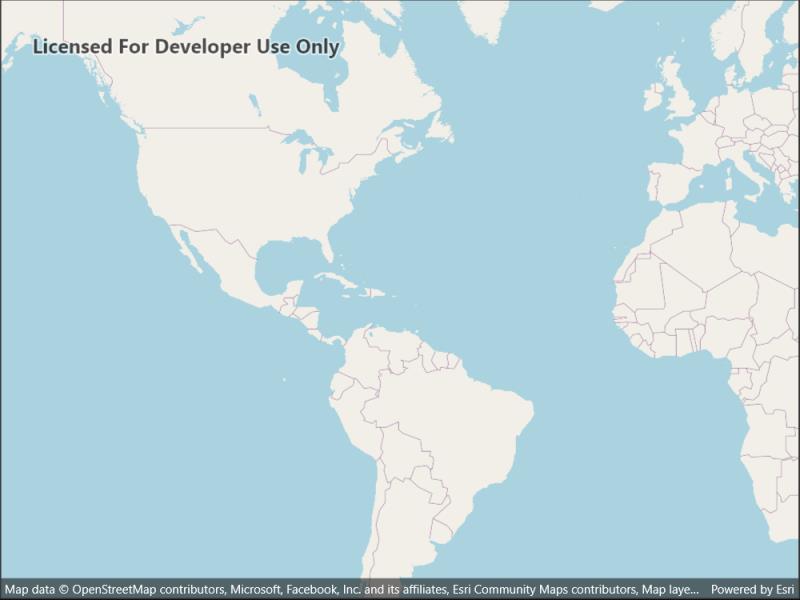 Licensed For Developer Use Only
Map data © OpenStreetMap contributors, Microsoft, Facebook, Inc. and its affiliates, Esri Community Maps contributors, Map laye... Powered by Esri